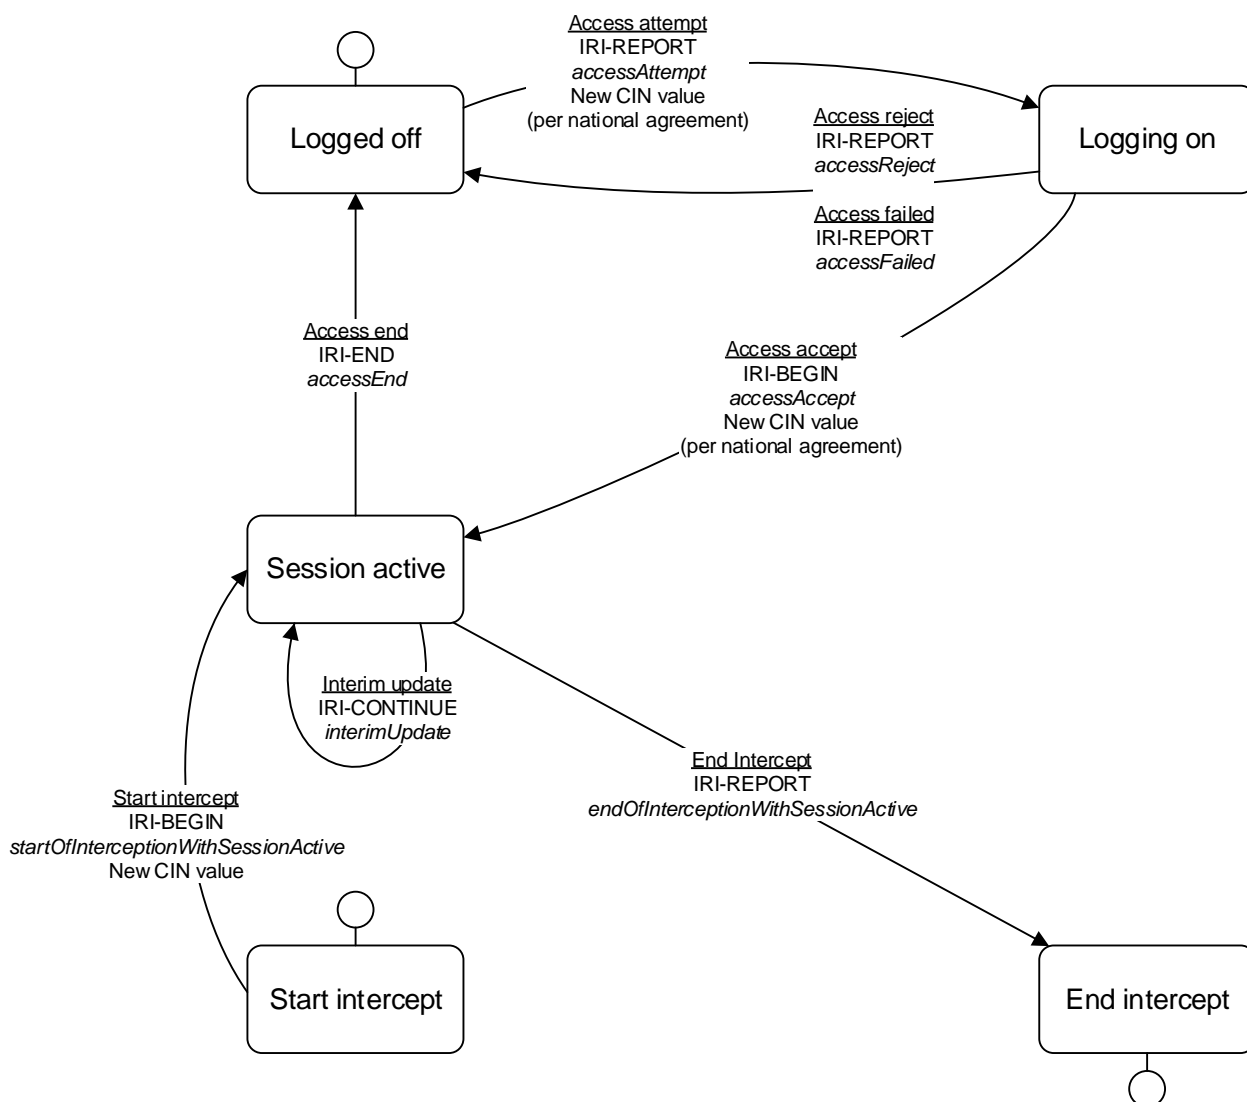 Access attempt
IRI-REPORT
accessAttempt
New CIN value
(per national agreement)
Logged off
Logging on
Access reject
IRI-REPORT
accessReject
Access failed
IRI-REPORT
accessFailed
Access end
IRI-END
accessEnd
Access accept
IRI-BEGIN
accessAccept
New CIN value
(per national agreement)
Session active
Interim update
IRI-CONTINUE
interimUpdate
End Intercept
IRI-REPORT
endOfInterceptionWithSessionActive
Start intercept
IRI-BEGIN
startOfInterceptionWithSessionActive
New CIN value
Start intercept
End intercept